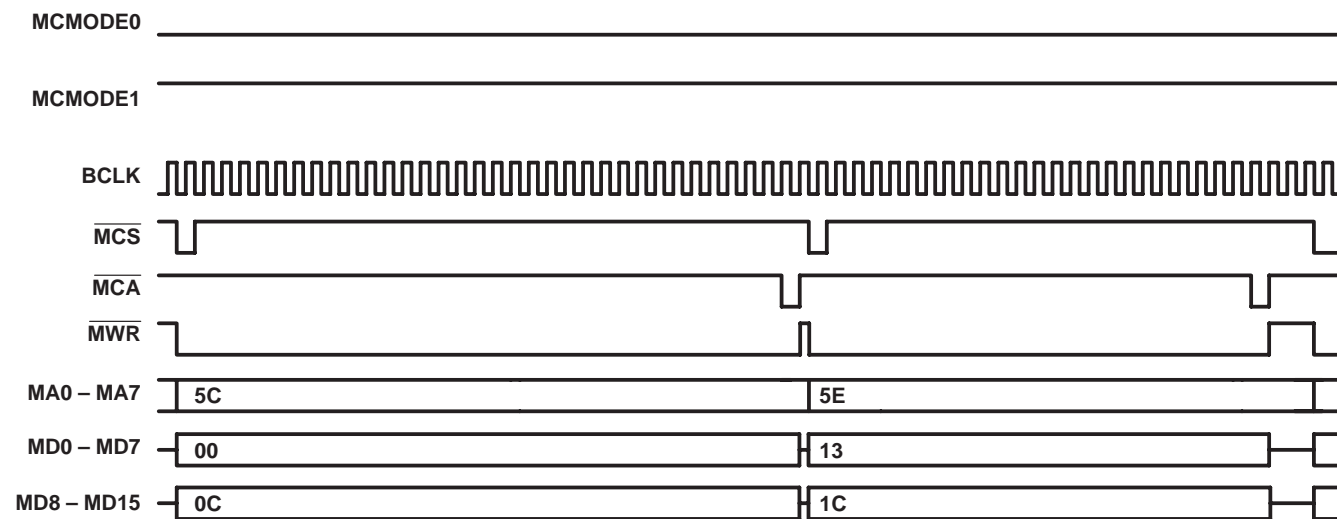 MCMODE0
MCMODE1
BCLK
MCS
MCA
MWR
MA0 – MA7 5C 5E
MD0 – MD7 00 13
MD8 – MD15 0C 1C